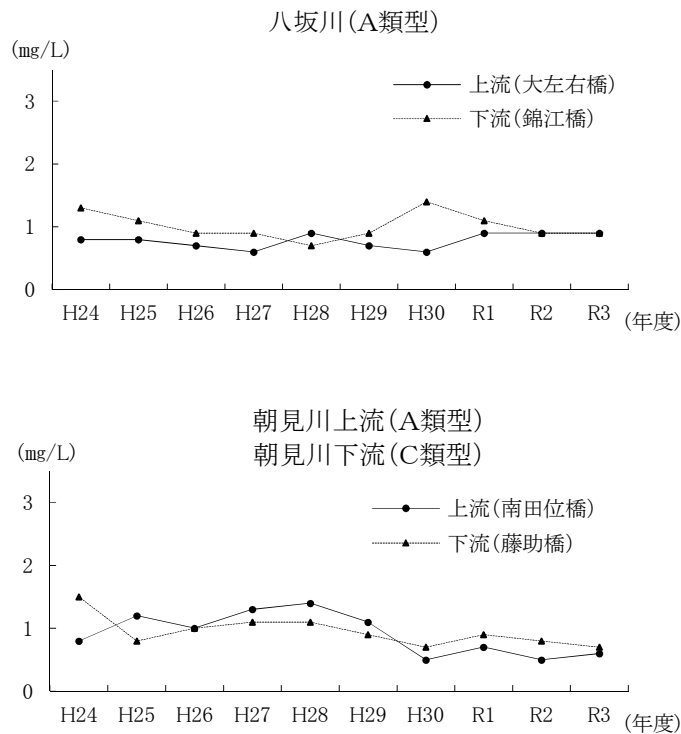 八坂川(A類型)
(mg/L)
上流(大左右橋)
下流(錦江橋)
3
2
1
0
H24 H25 H26 H27 H28 H29 H30 R1 R2 R3 (年度)
朝見川上流(A類型)
朝見川下流(C類型)
(mg/L)
上流(南田位橋)
下流(藤助橋)
3
2
1
0
H24 H25 H26 H27 H28 H29 H30 R1 R2 R3 (年度)